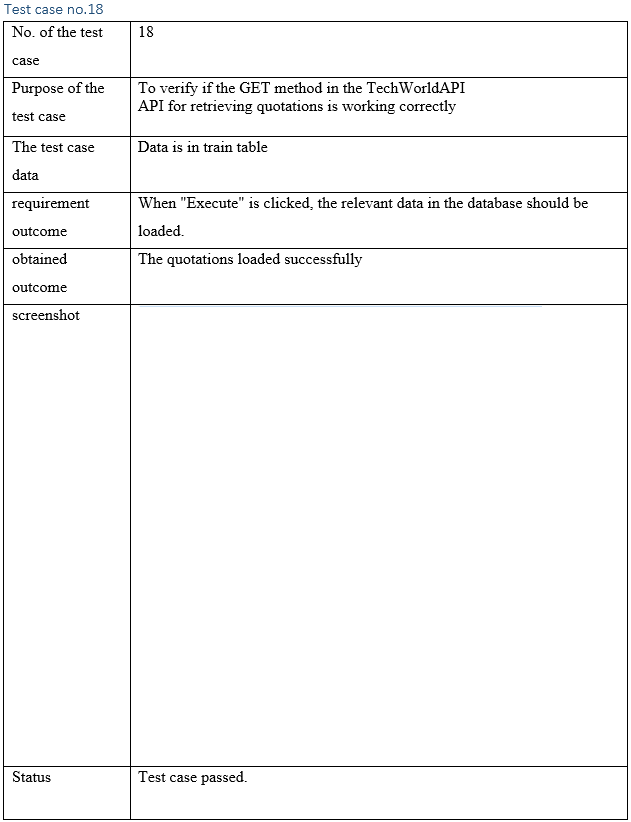 Test case no.18
No. of the test case
18
Purpose of the test case
To verify if the GET method in the TechWorldAPI
API for retrieving quotations is working correctly
The test case data
Data is in train table
requirement outcome
When "Execute" is clicked, the relevant data in the database should be
loaded.
obtained outcome
The quotations loaded successfully
screenshot
Status
Test case passed.